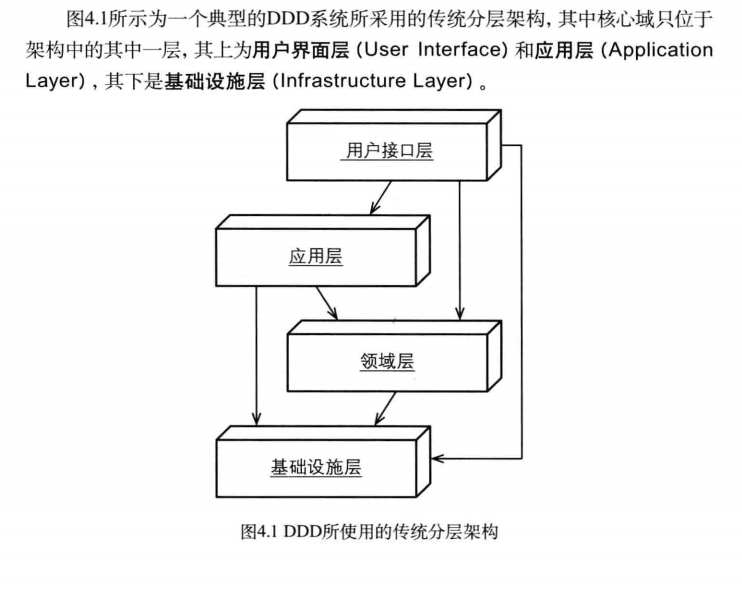 图4.1所示为一个典型的DDD系统所采用的传统分层架构，其中核心域只位于
架构中的其中一层，其上为用户界面层（User Interface）和应用层（Application
Layer），其下是基础设施层（Infrastructure Layer）。
用户接口层
应用层
领域层
基础设施层
图4.1 DDD所使用的传统分层架构